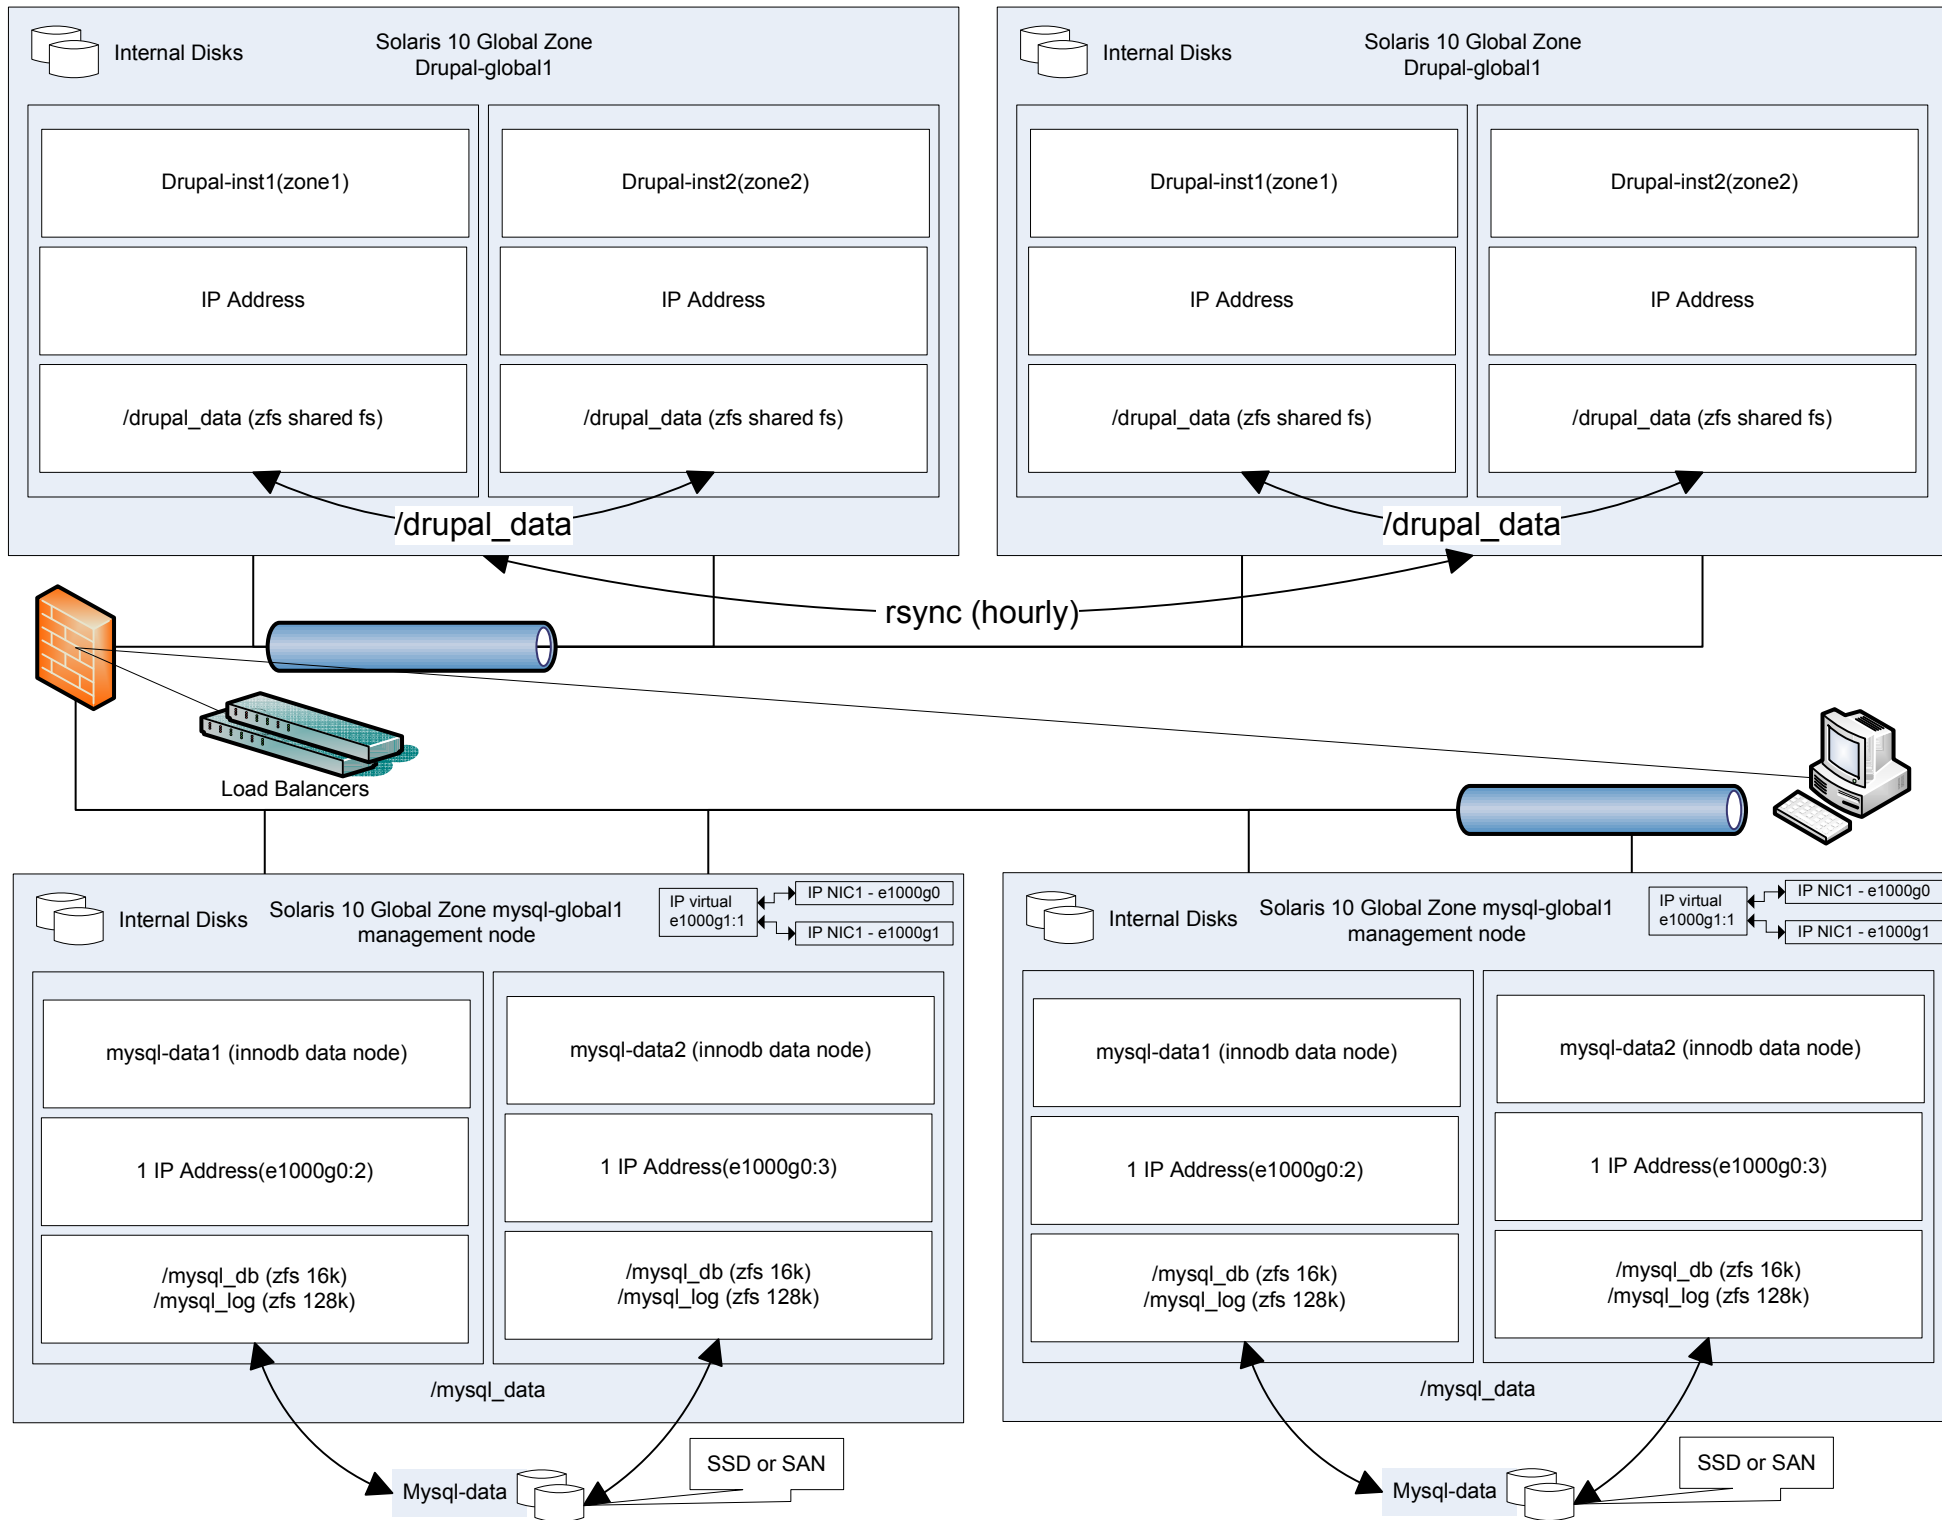 Internal Disks
Solaris 10 Global Zone
Drupal-global1
Drupal-inst1(zone1)
IP Address
/drupal_data (zfs shared fs)
Drupal-inst2(zone2)
IP Address
/drupal_data (zfs shared fs)
/drupal_data
Internal Disks
Solaris 10 Global Zone
Drupal-global1
Drupal-inst1(zone1)
IP Address
/drupal_data (zfs shared fs)
Drupal-inst2(zone2)
IP Address
/drupal_data (zfs shared fs)
/drupal_data
rsync (hourly)
Load Balancers
Internal Disks
Solaris 10 Global Zone mysql-global1
management node
IP virtual
e1000g1:1
IP NIC1 - e1000g0
IP NIC1 - e1000g1
mysql-data1 (innodb data node)
1 IP Address(e1000g0:2)
/mysql_db (zfs 16k)
/mysql_log (zfs 128k)
mysql-data2 (innodb data node)
1 IP Address(e1000g0:3)
/mysql_db (zfs 16k)
/mysql_log (zfs 128k)
/mysql_data
Mysql-data
SSD or SAN
Internal Disks
Solaris 10 Global Zone mysql-global1
management node
IP virtual
e1000g1:1
IP NIC1 - e1000g0
IP NIC1 - e1000g1
mysql-data1 (innodb data node)
1 IP Address(e1000g0:2)
/mysql_db (zfs 16k)
/mysql_log (zfs 128k)
mysql-data2 (innodb data node)
1 IP Address(e1000g0:3)
/mysql_db (zfs 16k)
/mysql_log (zfs 128k)
/mysql_data
Mysql-data
SSD or SAN